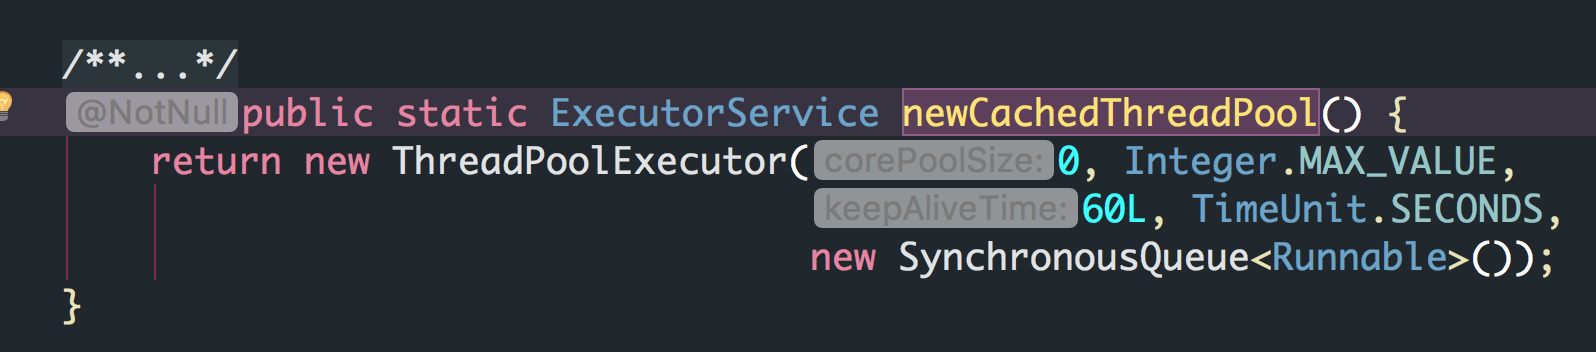 /**...*/
@NotNull public static ExecutorService newCachedThreadPool() {
return new ThreadPoolExecutor( corePoolSize: 0, Integer.MAX_VALUE,
keepAliveTime: 60L, TimeUnit.SECONDS,
new SynchronousQueue<Runnable>());
}